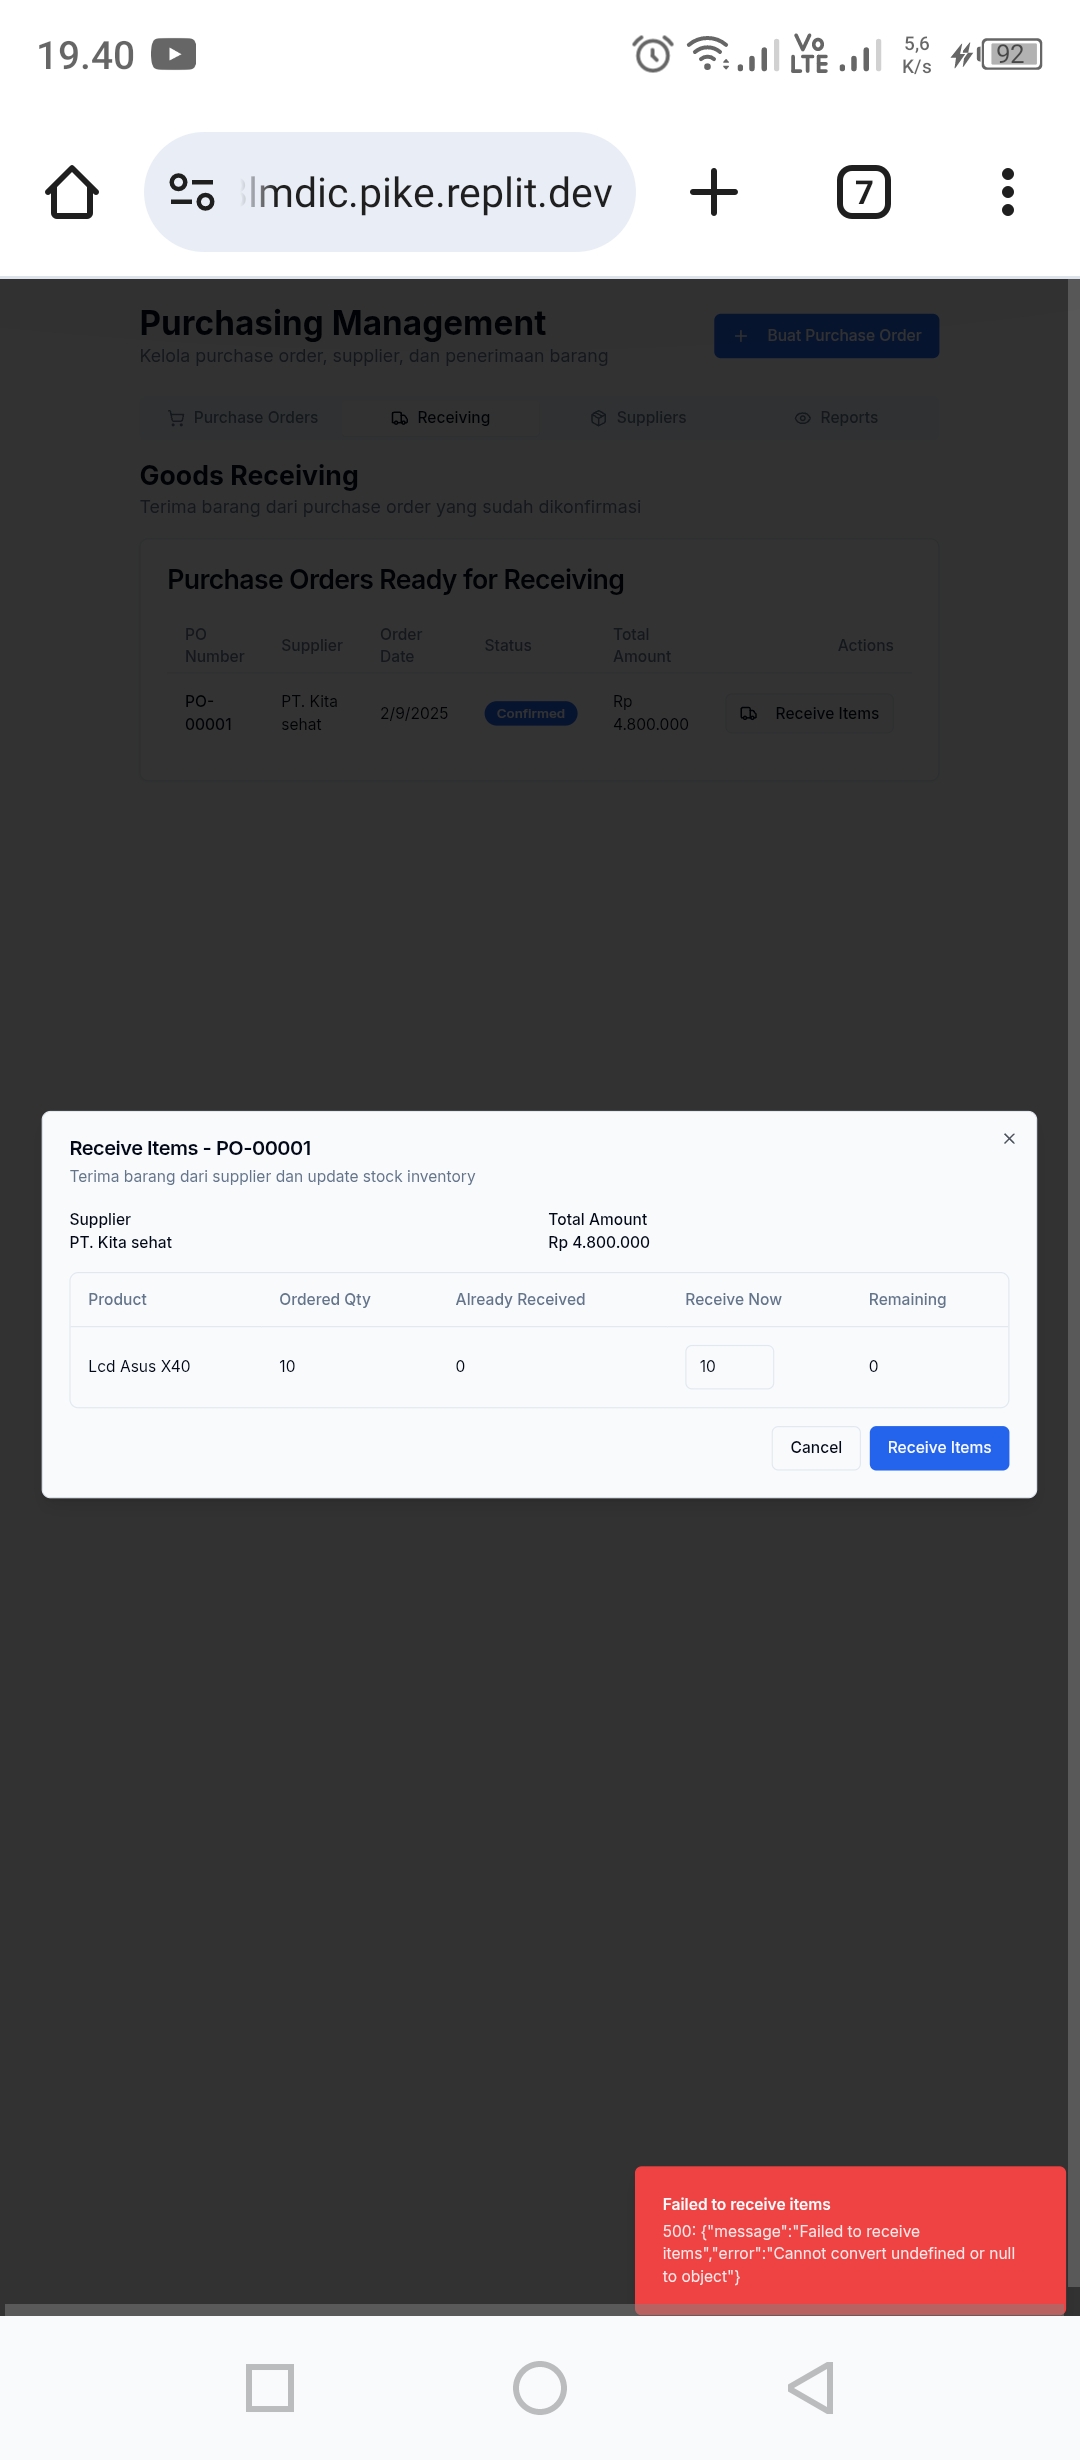 19.40
Vo
LTE
5,6
K/s
92
lmdic.pike.replit.dev
7
Purchasing Management
Kelola purchase order, supplier, dan penerimaan barang
Buat Purchase Order
Purchase Orders
Receiving
Suppliers
Reports
Goods Receiving
Terima barang dari purchase order yang sudah dikonfirmasi
Purchase Orders Ready for Receiving
PO
Number
Supplier
Order
Date
Status
Total
Amount
Actions
PO-
00001
PT. Kita
sehat
2/9/2025
Confirmed
Rp
4.800.000
Receive Items
Receive Items - PO-00001
Terima barang dari supplier dan update stock inventory
Supplier
PT. Kita sehat
Total Amount
Rp 4.800.000
Product
Ordered Qty
Already Received
Receive Now
Remaining
Lcd Asus X40
10
0
10
0
Cancel
Receive Items
Failed to receive items
500: {"message":"Failed to receive
items","error":"Cannot convert undefined or null
to object"}